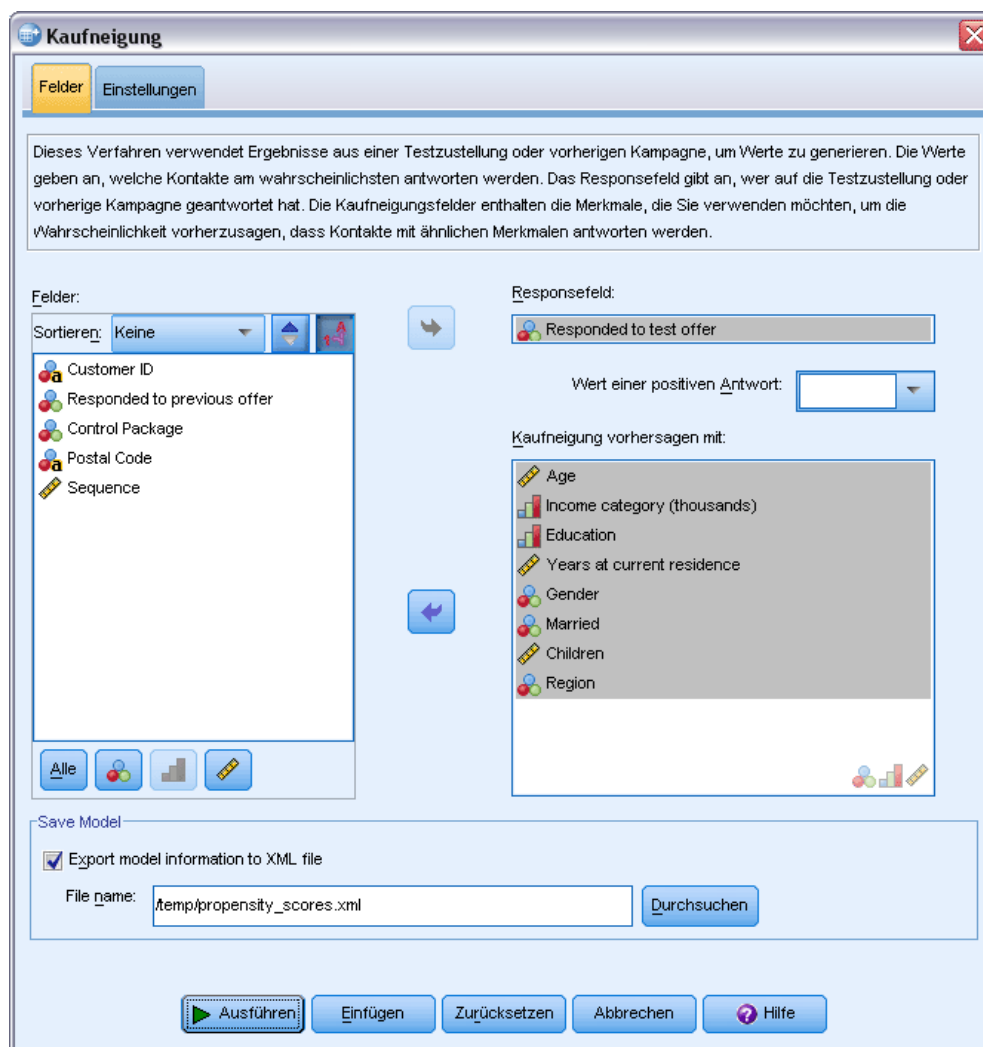 Kaufneigung
Felder
Einstellungen
Dieses Verfahren verwendet Ergebnisse aus einer Testzustellung oder vorherigen Kampagne, um Werte zu generieren. Die Werte
geben an, welche Kontakte am wahrscheinlichsten antworten werden. Das Responsefeld gibt an, wer auf die Testzustellung oder
vorherige Kampagne geantwortet hat. Die Kaufneigungsfelder enthalten die Merkmale, die Sie verwenden möchten, um die
Wahrscheinlichkeit vorherzusagen, dass Kontakte mit ähnlichen Merkmalen antworten werden.
Felder:
Sortieren: Keine
Customer ID
Responded to previous offer
Control Package
Postal Code
Sequence
Alle
Responsefeld:
Responded to test offer
Wert einer positiven Antwort:
Kaufneigung vorhersagen mit:
Age
Income category (thousands)
Education
Years at current residence
Gender
Married
Children
Region
Save Model
Export model information to XML file
File name: /temp/propensity_scores.xml Durchsuchen
Ausführen Einfügen Zurücksetzen Abbrechen Hilfe